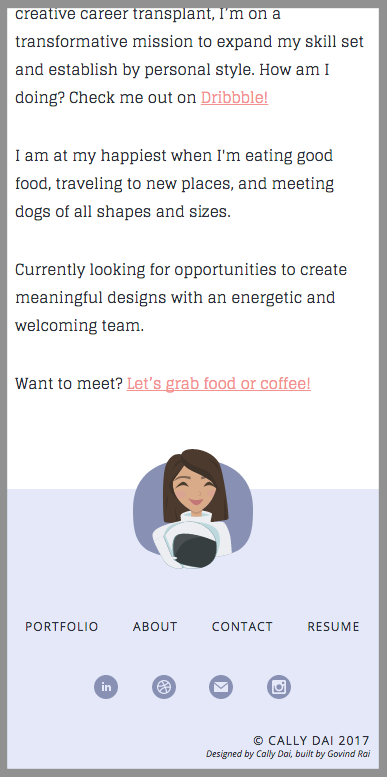 creative career transplant, I'm on a
transformative mission to expand my skill set
and establish by personal style. How am I
doing? Check me out on Dribbble!
I am at my happiest when I'm eating good
food, traveling to new places, and meeting
dogs of all shapes and sizes.
Currently looking for opportunities to create
meaningful designs with an energetic and
welcoming team.
Want to meet? Let's grab food or coffee!
PORTFOLIO ABOUT CONTACT RESUME
in
© CALLY DAI 2017
Designed by Cally Dai, built by Govind Rai